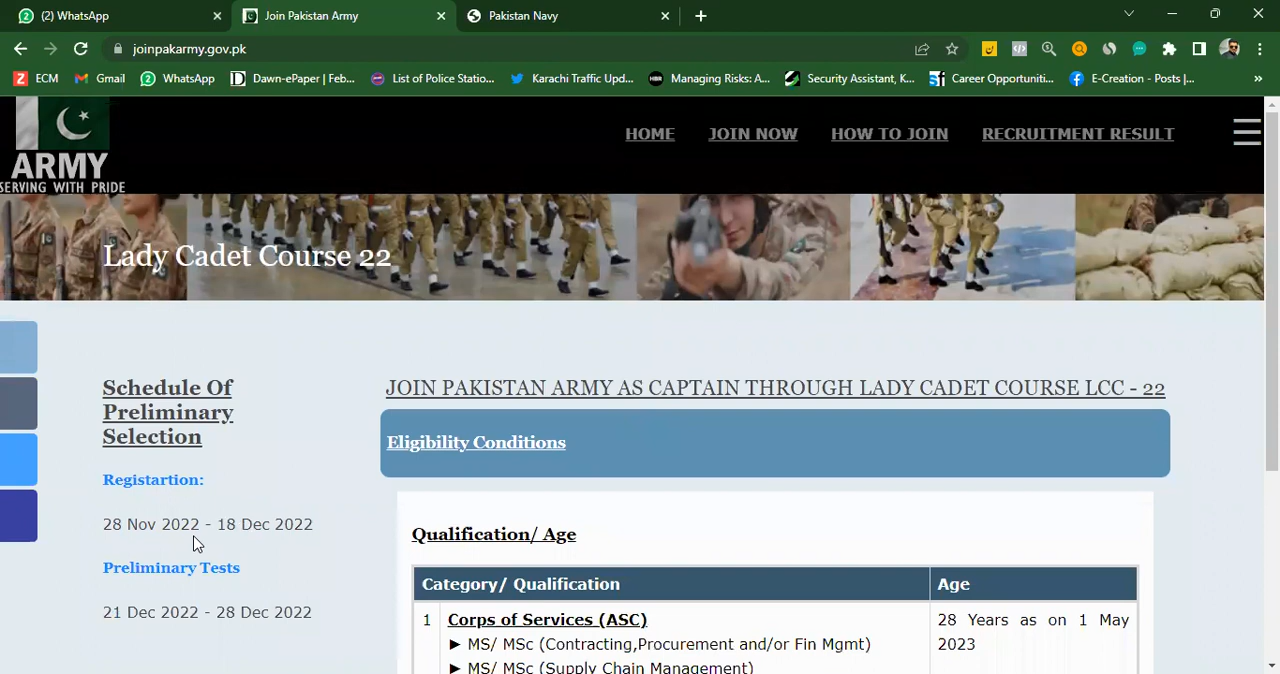 (2) WhatsApp
Join Pakistan Army
Pakistan Navy
joinpakarmy.gov.pk
ECM
Gmail
WhatsApp
Dawn-ePaper | Feb...
List of Police Statio...
Karachi Traffic Upd...
Managing Risks: A...
Security Assistant, K...
Career Opportuniti...
E-Creation - Posts |...
ARMY
SERVING WITH PRIDE
HOME
JOIN NOW
HOW TO JOIN
RECRUITMENT RESULT
Lady Cadet Course 22
Schedule Of
Preliminary
Selection
Registartion:
28 Nov 2022 - 18 Dec 2022
Preliminary Tests
21 Dec 2022 - 28 Dec 2022
JOIN PAKISTAN ARMY AS CAPTAIN THROUGH LADY CADET COURSE LCC - 22
Eligibility Conditions
Qualification/ Age
Category/ Qualification Age
1 Corps of Services (ASC) 28 Years as on 1 May
► MS/ MSc (Contracting,Procurement and/or Fin Mgmt) 2023
► MS/ MSc (Supply Chain Management)